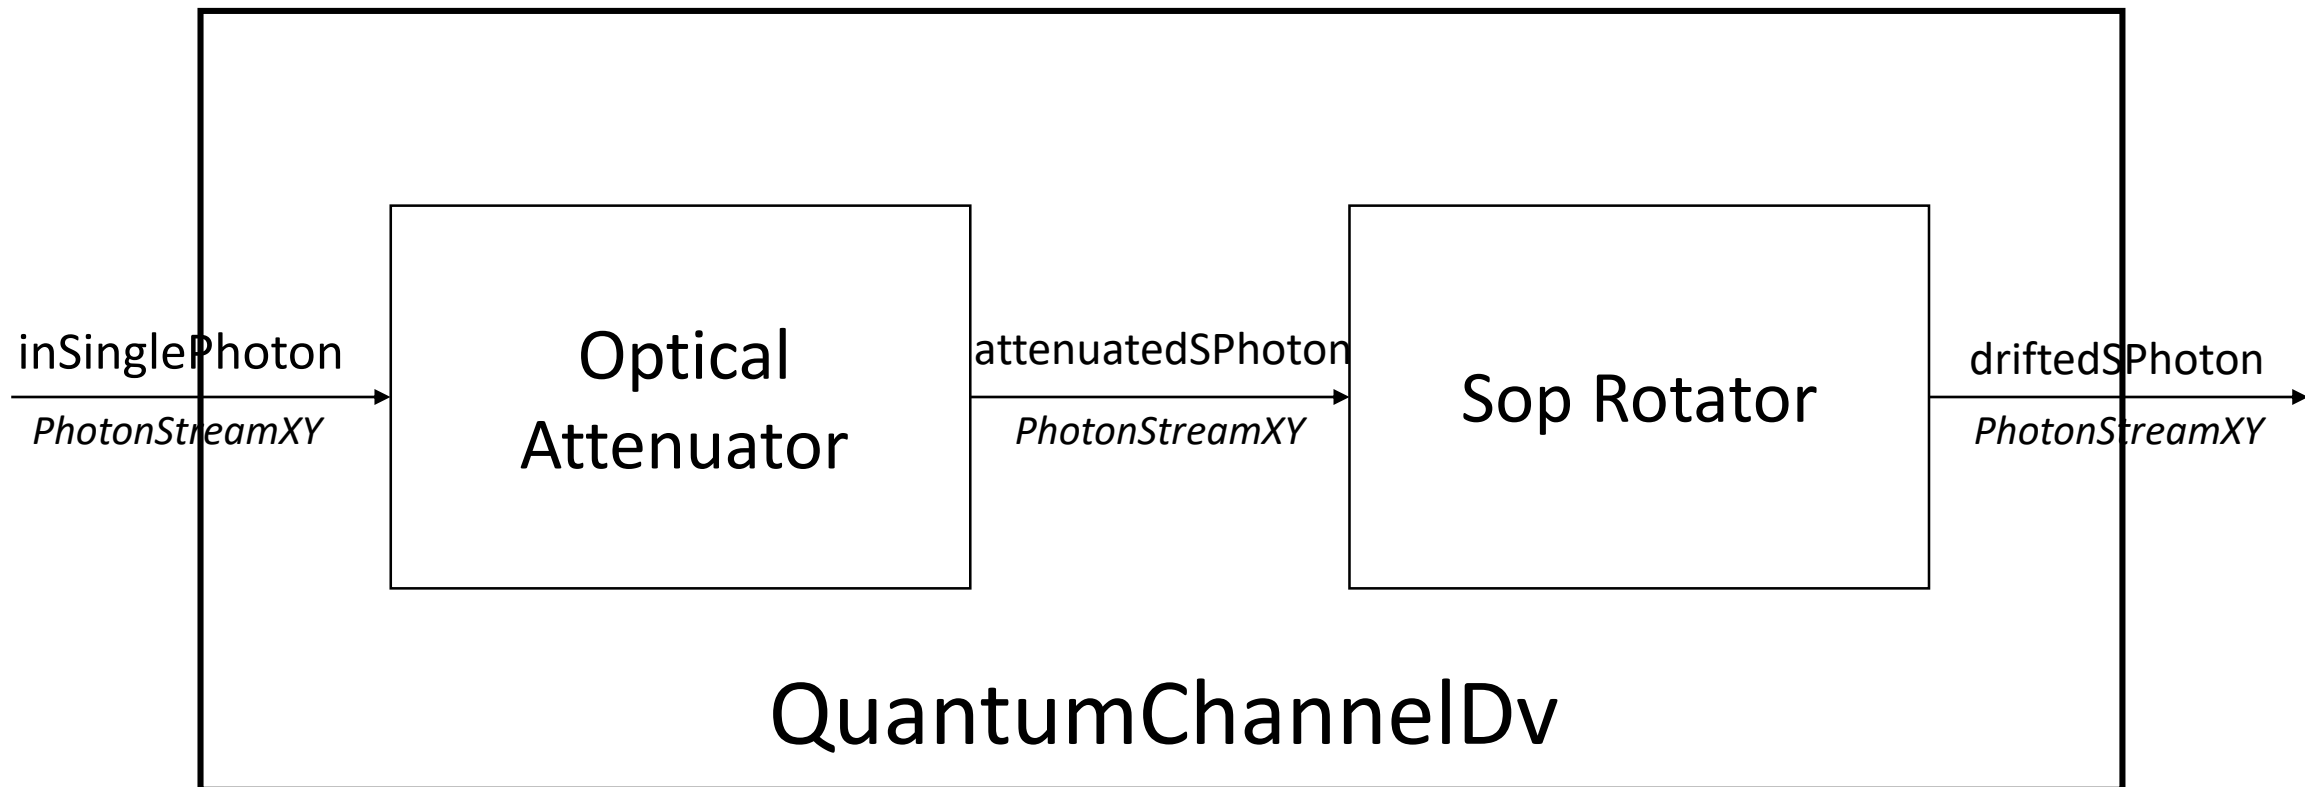 inSinglePhoton
PhotonStreamXY
Optical
Attenuator
attenuatedSPhoton
PhotonStreamXY
Sop Rotator
driftedSPhoton
PhotonStreamXY
QuantumChannelDv